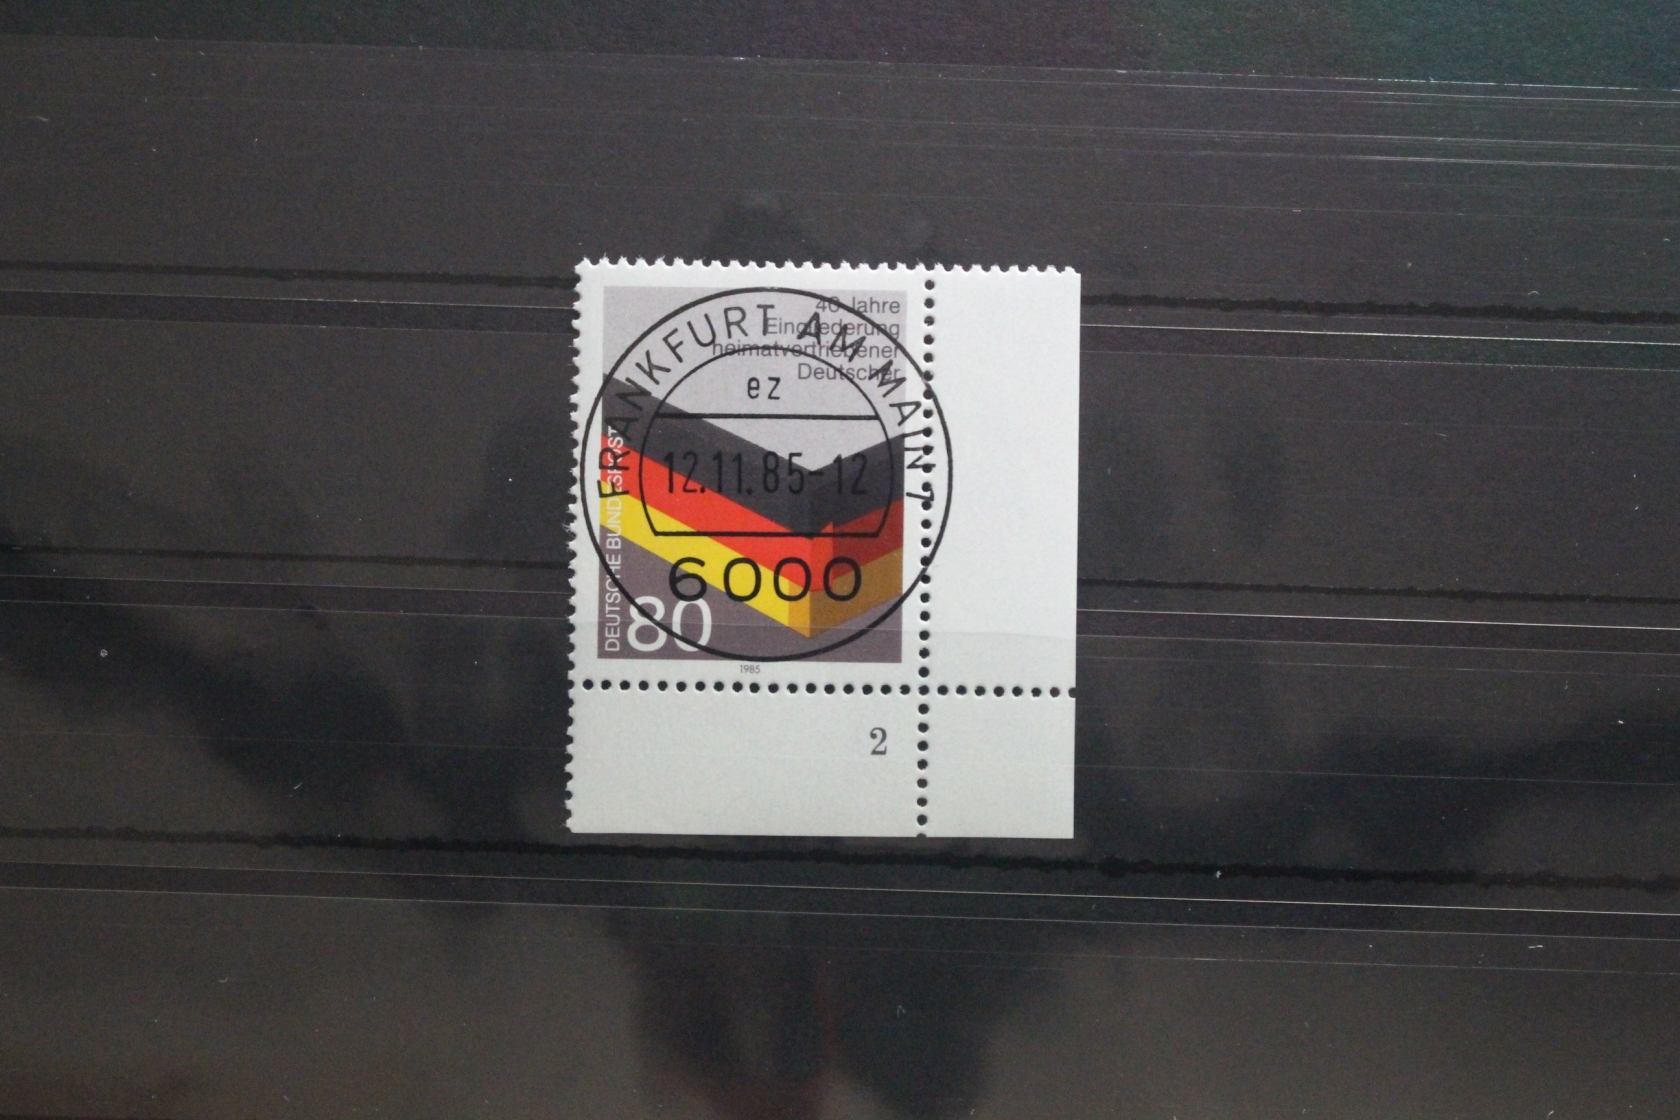 40 Jahre
Eingliederung
heimatvertriebener
Deutscher
FRANKFURT AM MAIN 1
ez
12.11.85-12
6000
DEUTSCHE BUNDESPOST
80
1985
2